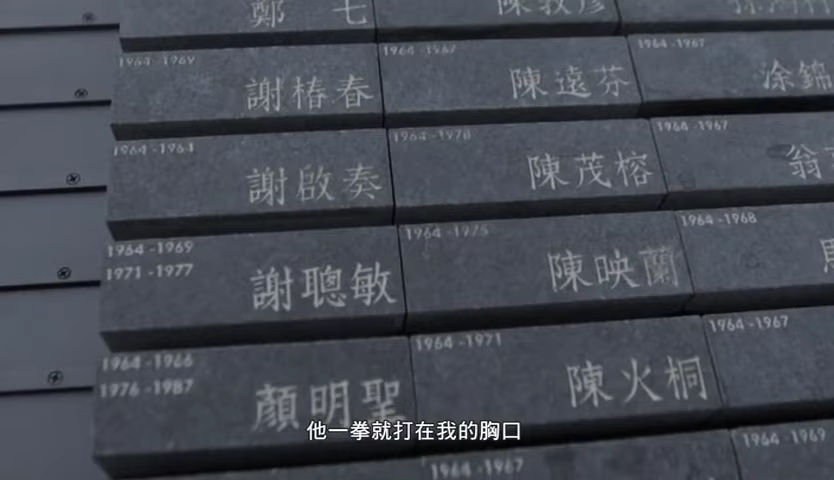 鄭 七
陳敦彥
1964 -1969
謝椿春
1964 -1967
陳遠芬
1964 -1967
涂錦
1964 -1964
謝啟奏
1964 -1970
陳茂榕
1964 -1967
翁
1964 -1969
1971 -1977
謝聰敏
1964 -1975
陳映蘭
1964 -1968
1964 -1966
1976 -1987
顏明聖
1964 -1971
陳火桐
1964 -1967
1964 -1967
1964 -1969
他一拳就打在我的胸口